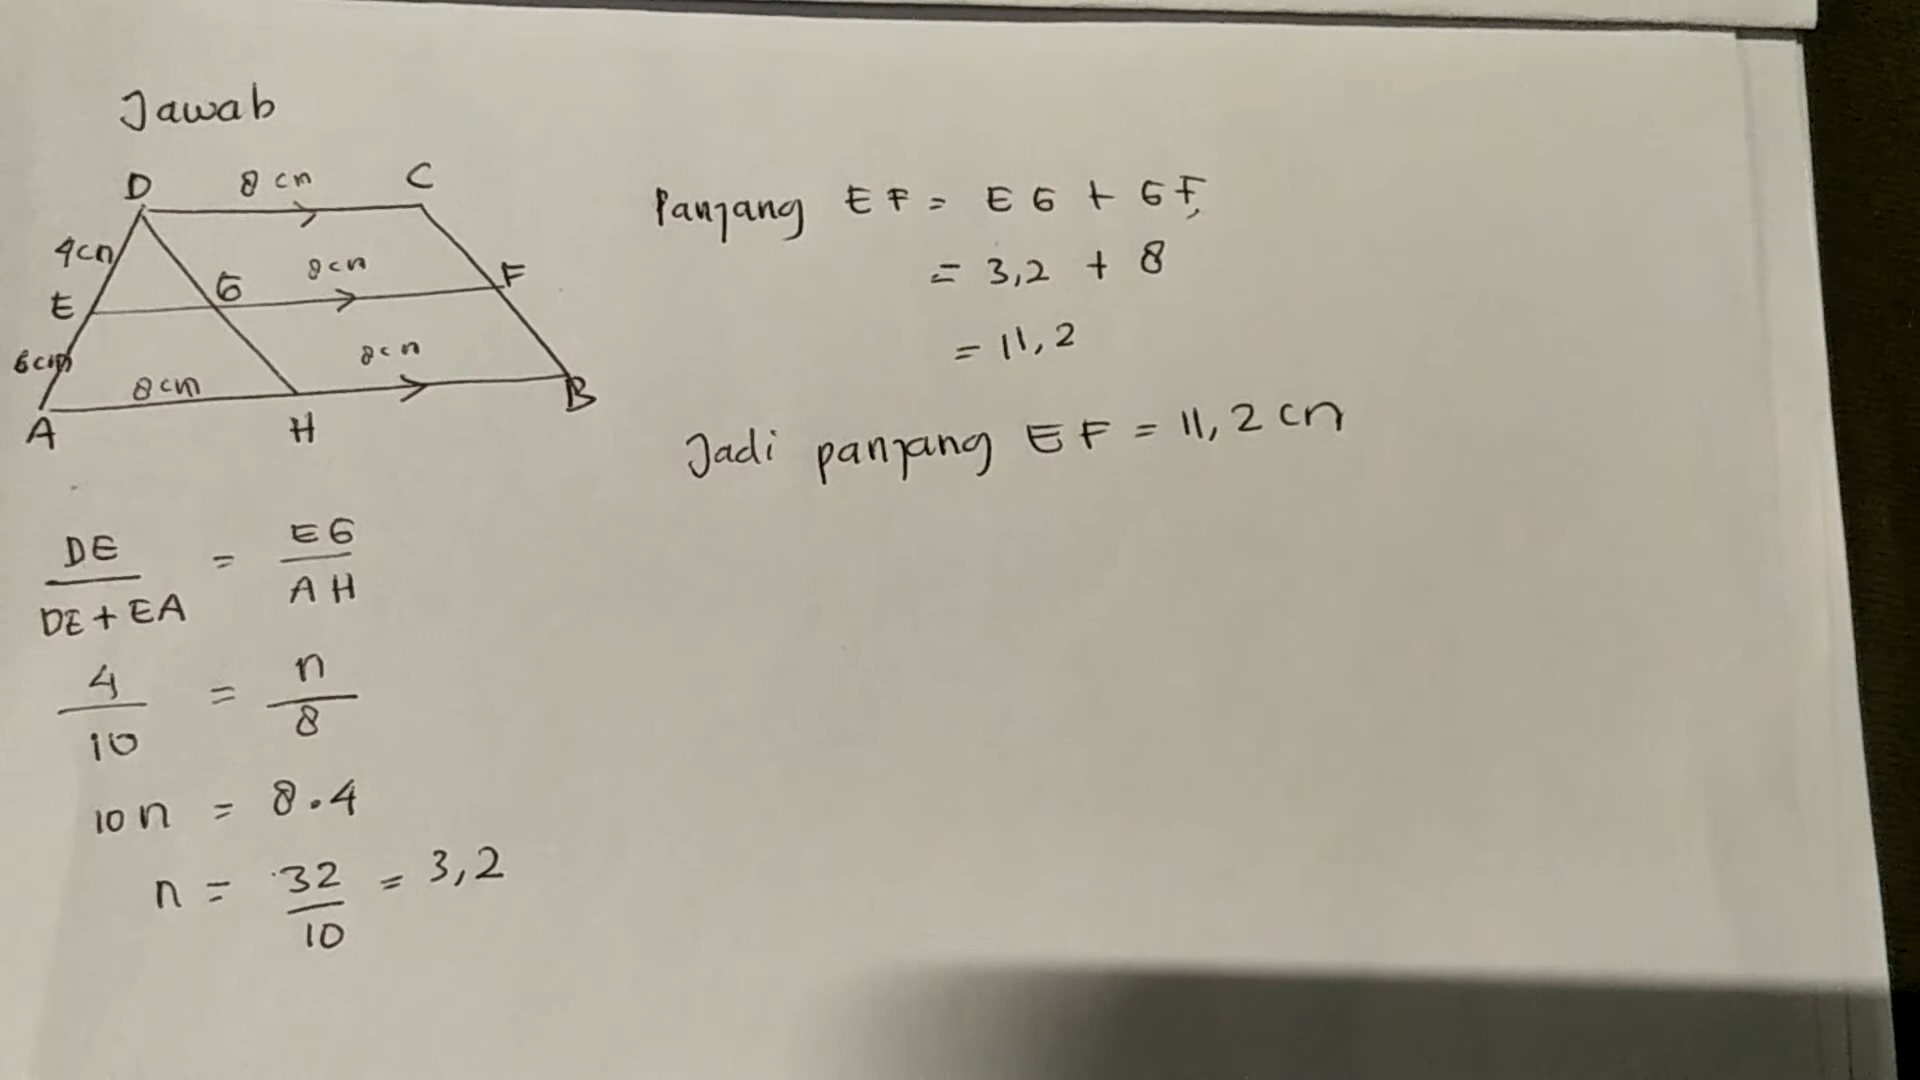 Jawab
D 8 cm C
4cm
E G 8cm F
6cm 8cm 8cm
A H B
DE / DE + EA = EG / AH
4 / 10 = n / 8
10 n = 8 . 4
n = 32 / 10 = 3,2
Panjang EF = EG + GF
= 3,2 + 8
= 11,2
Jadi panjang EF = 11,2 cm